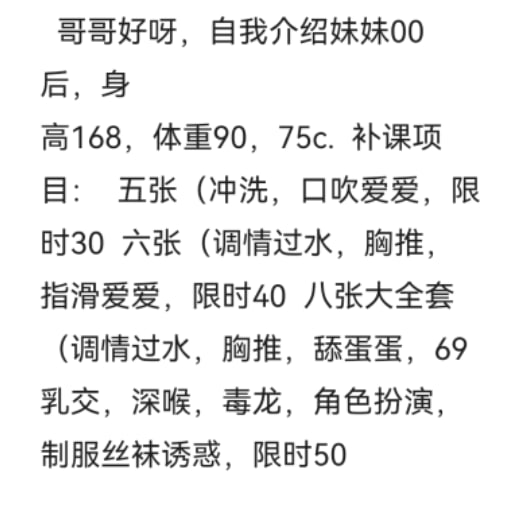 哥哥好呀，自我介绍妹妹00
后，身
高168，体重90，75c. 补课项
目： 五张（冲洗，口吹爱爱，限
时30 六张（调情过水，胸推，
指滑爱爱，限时40 八张大全套
（调情过水，胸推，舔蛋蛋，69
乳交，深喉，毒龙，角色扮演，
制服丝袜诱惑，限时50